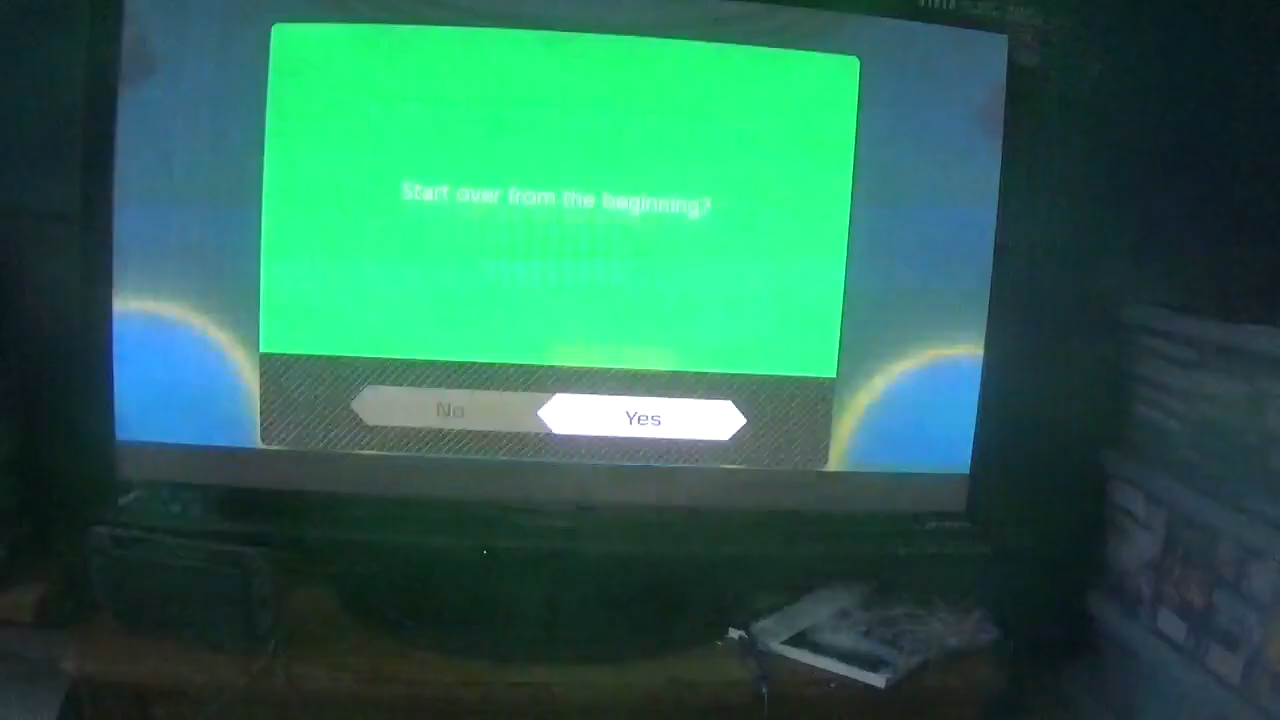 Start over from the beginning?
No
Yes